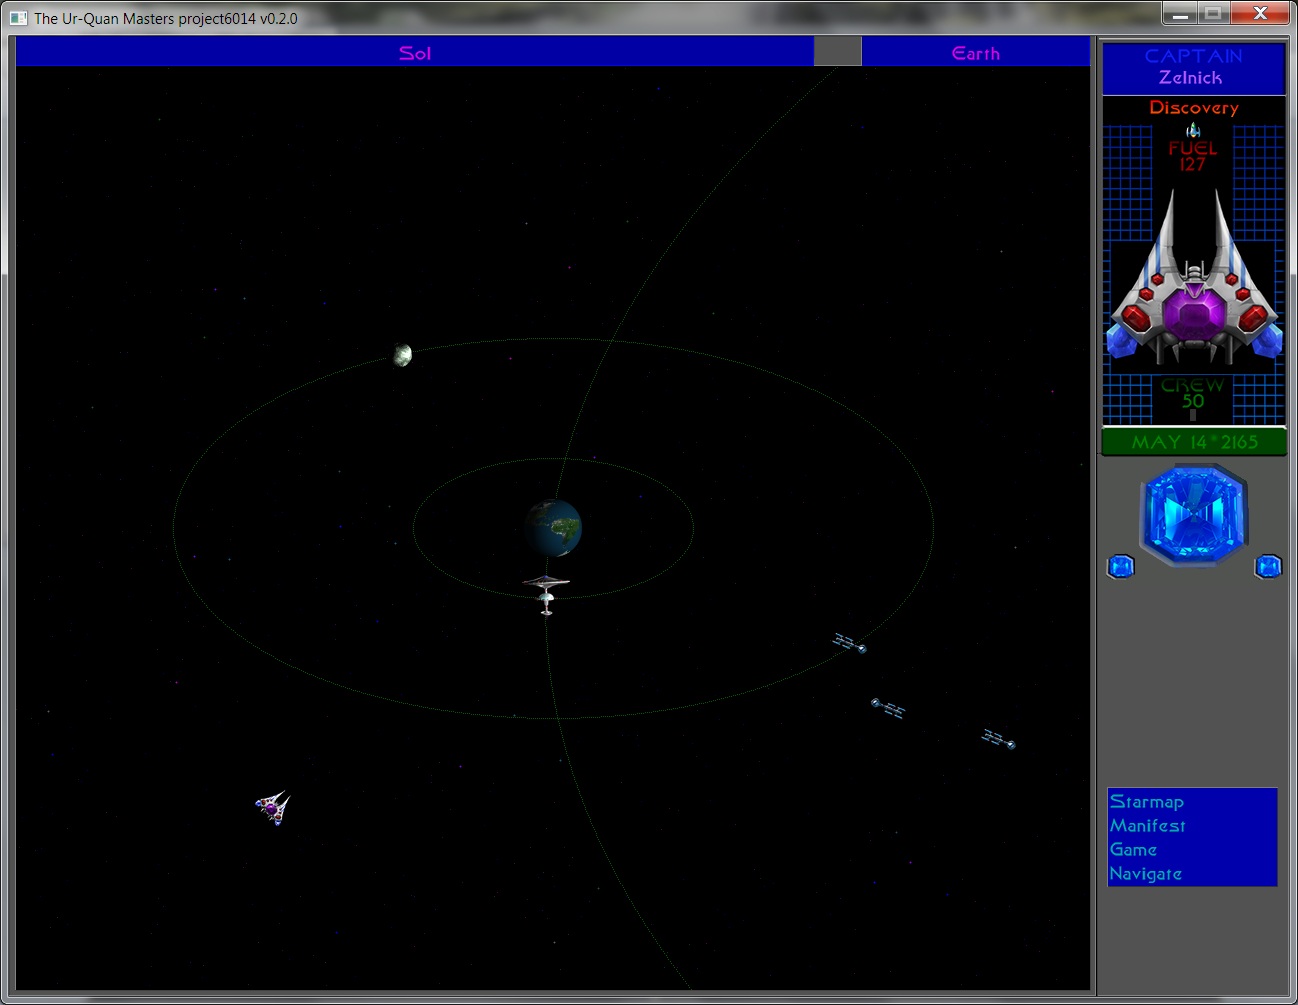 The Ur-Quan Masters project6014 v0.2.0
Sol
Earth
CAPTAIN
Zelnick
Discovery
FUEL
127
CREW
50
MAY 14*2165
Starmap
Manifest
Game
Navigate